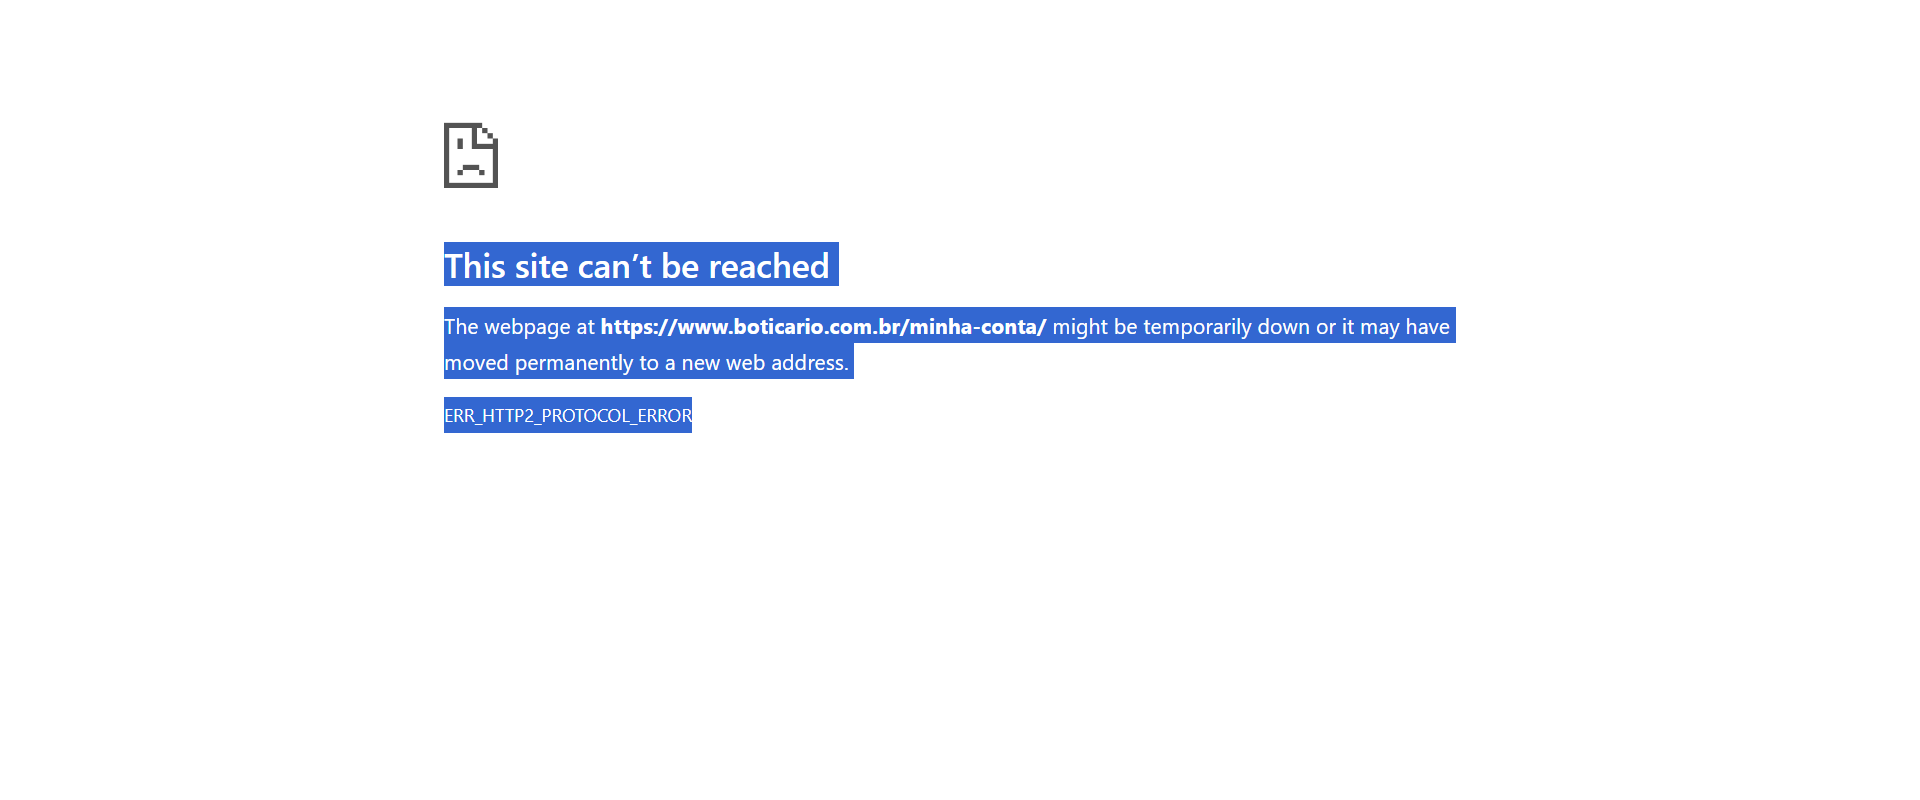 This site can’t be reached
The webpage at https://www.boticario.com.br/minha-conta/ might be temporarily down or it may have
moved permanently to a new web address.
ERR_HTTP2_PROTOCOL_ERROR